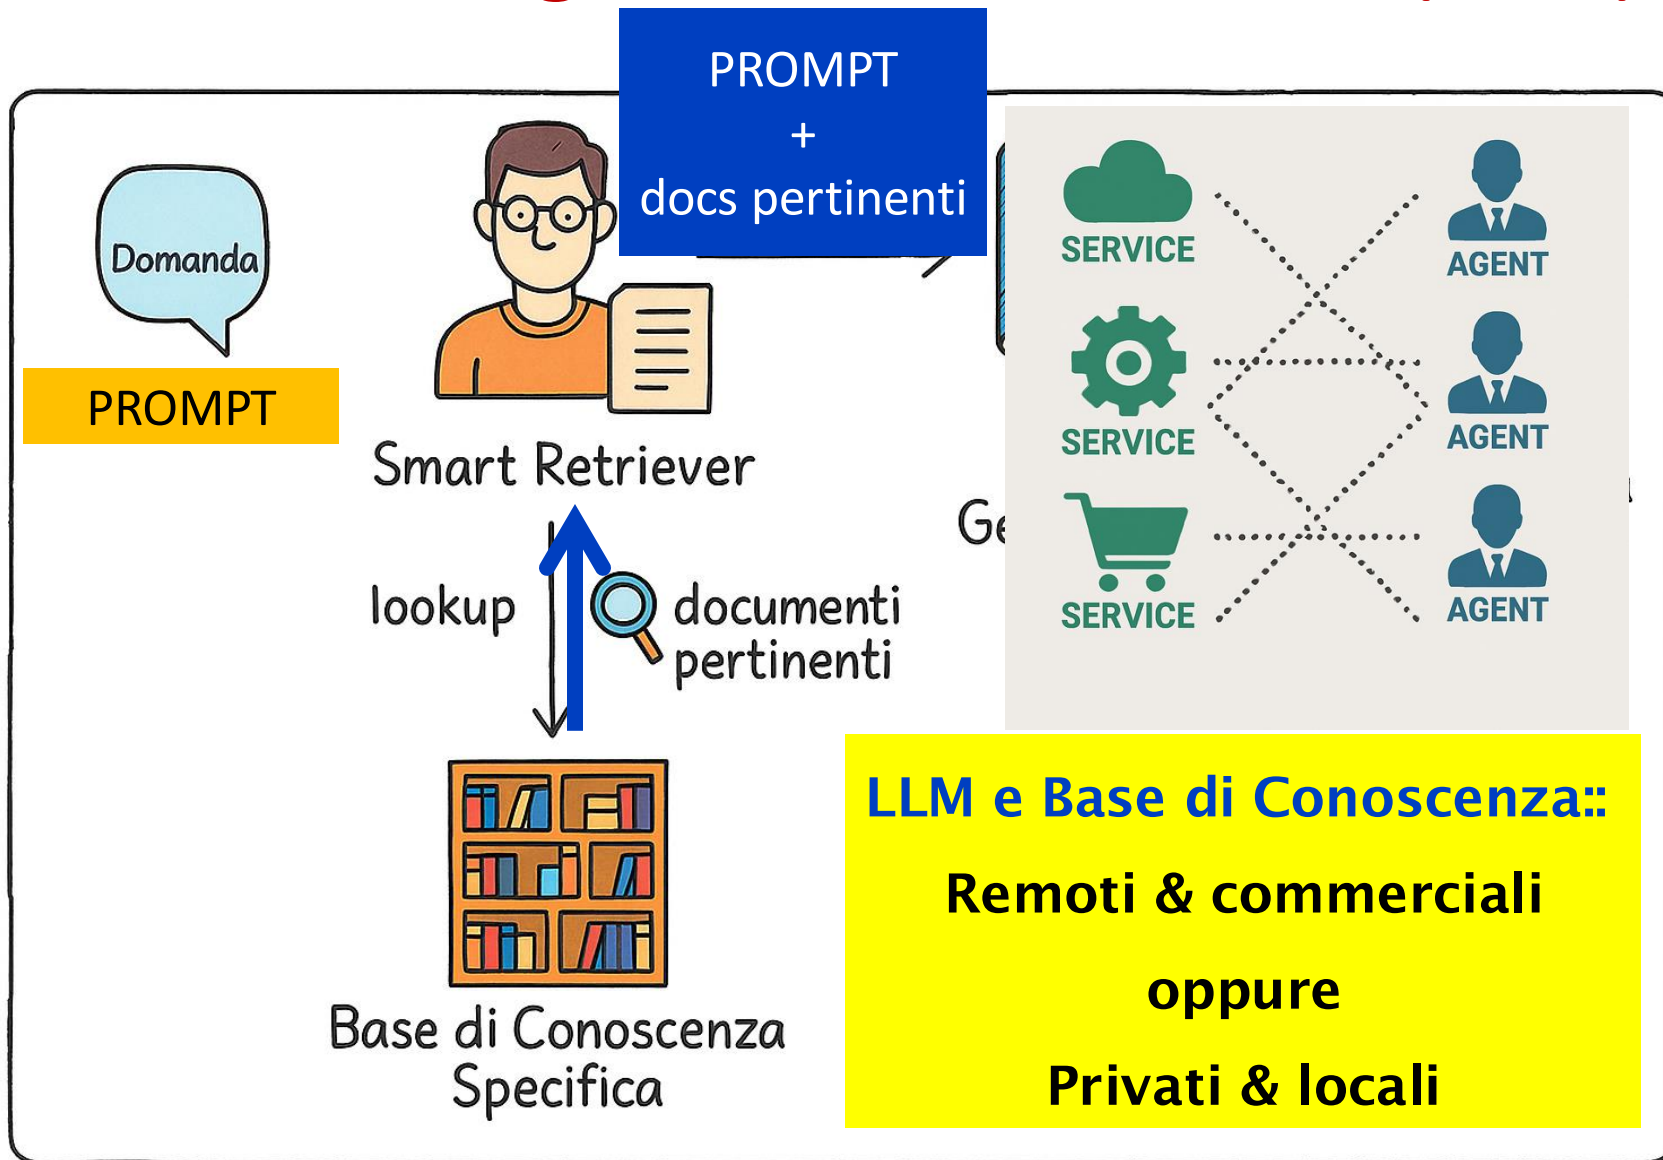 PROMPT
+
docs pertinenti
Domanda
PROMPT
Smart Retriever
lookup
documenti
pertinenti
Base di Conoscenza
Specifica
SERVICE
AGENT
SERVICE
AGENT
SERVICE
AGENT
LLM e Base di Conoscenza::
Remoti & commerciali
oppure
Privati & locali